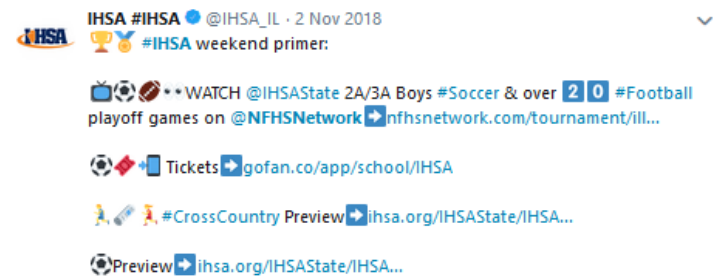 IHSA #IHSA @IHSA_IL · 2 Nov 2018
IHSA
🏆🏅 #IHSA weekend primer:
📺⚽🏈👀WATCH @IHSAState 2A/3A Boys #Soccer & over 2️⃣0️⃣ #Football
playoff games on @NFHSNetwork➡️nfhsnetwork.com/tournament/ill...
⚽🎟️📲 Tickets➡️gofan.co/app/school/IHSA
🏃‍♂️🗞️🏃‍♀️#CrossCountry Preview➡️ihsa.org/IHSAState/IHSA...
⚽Preview➡️ihsa.org/IHSAState/IHSA...